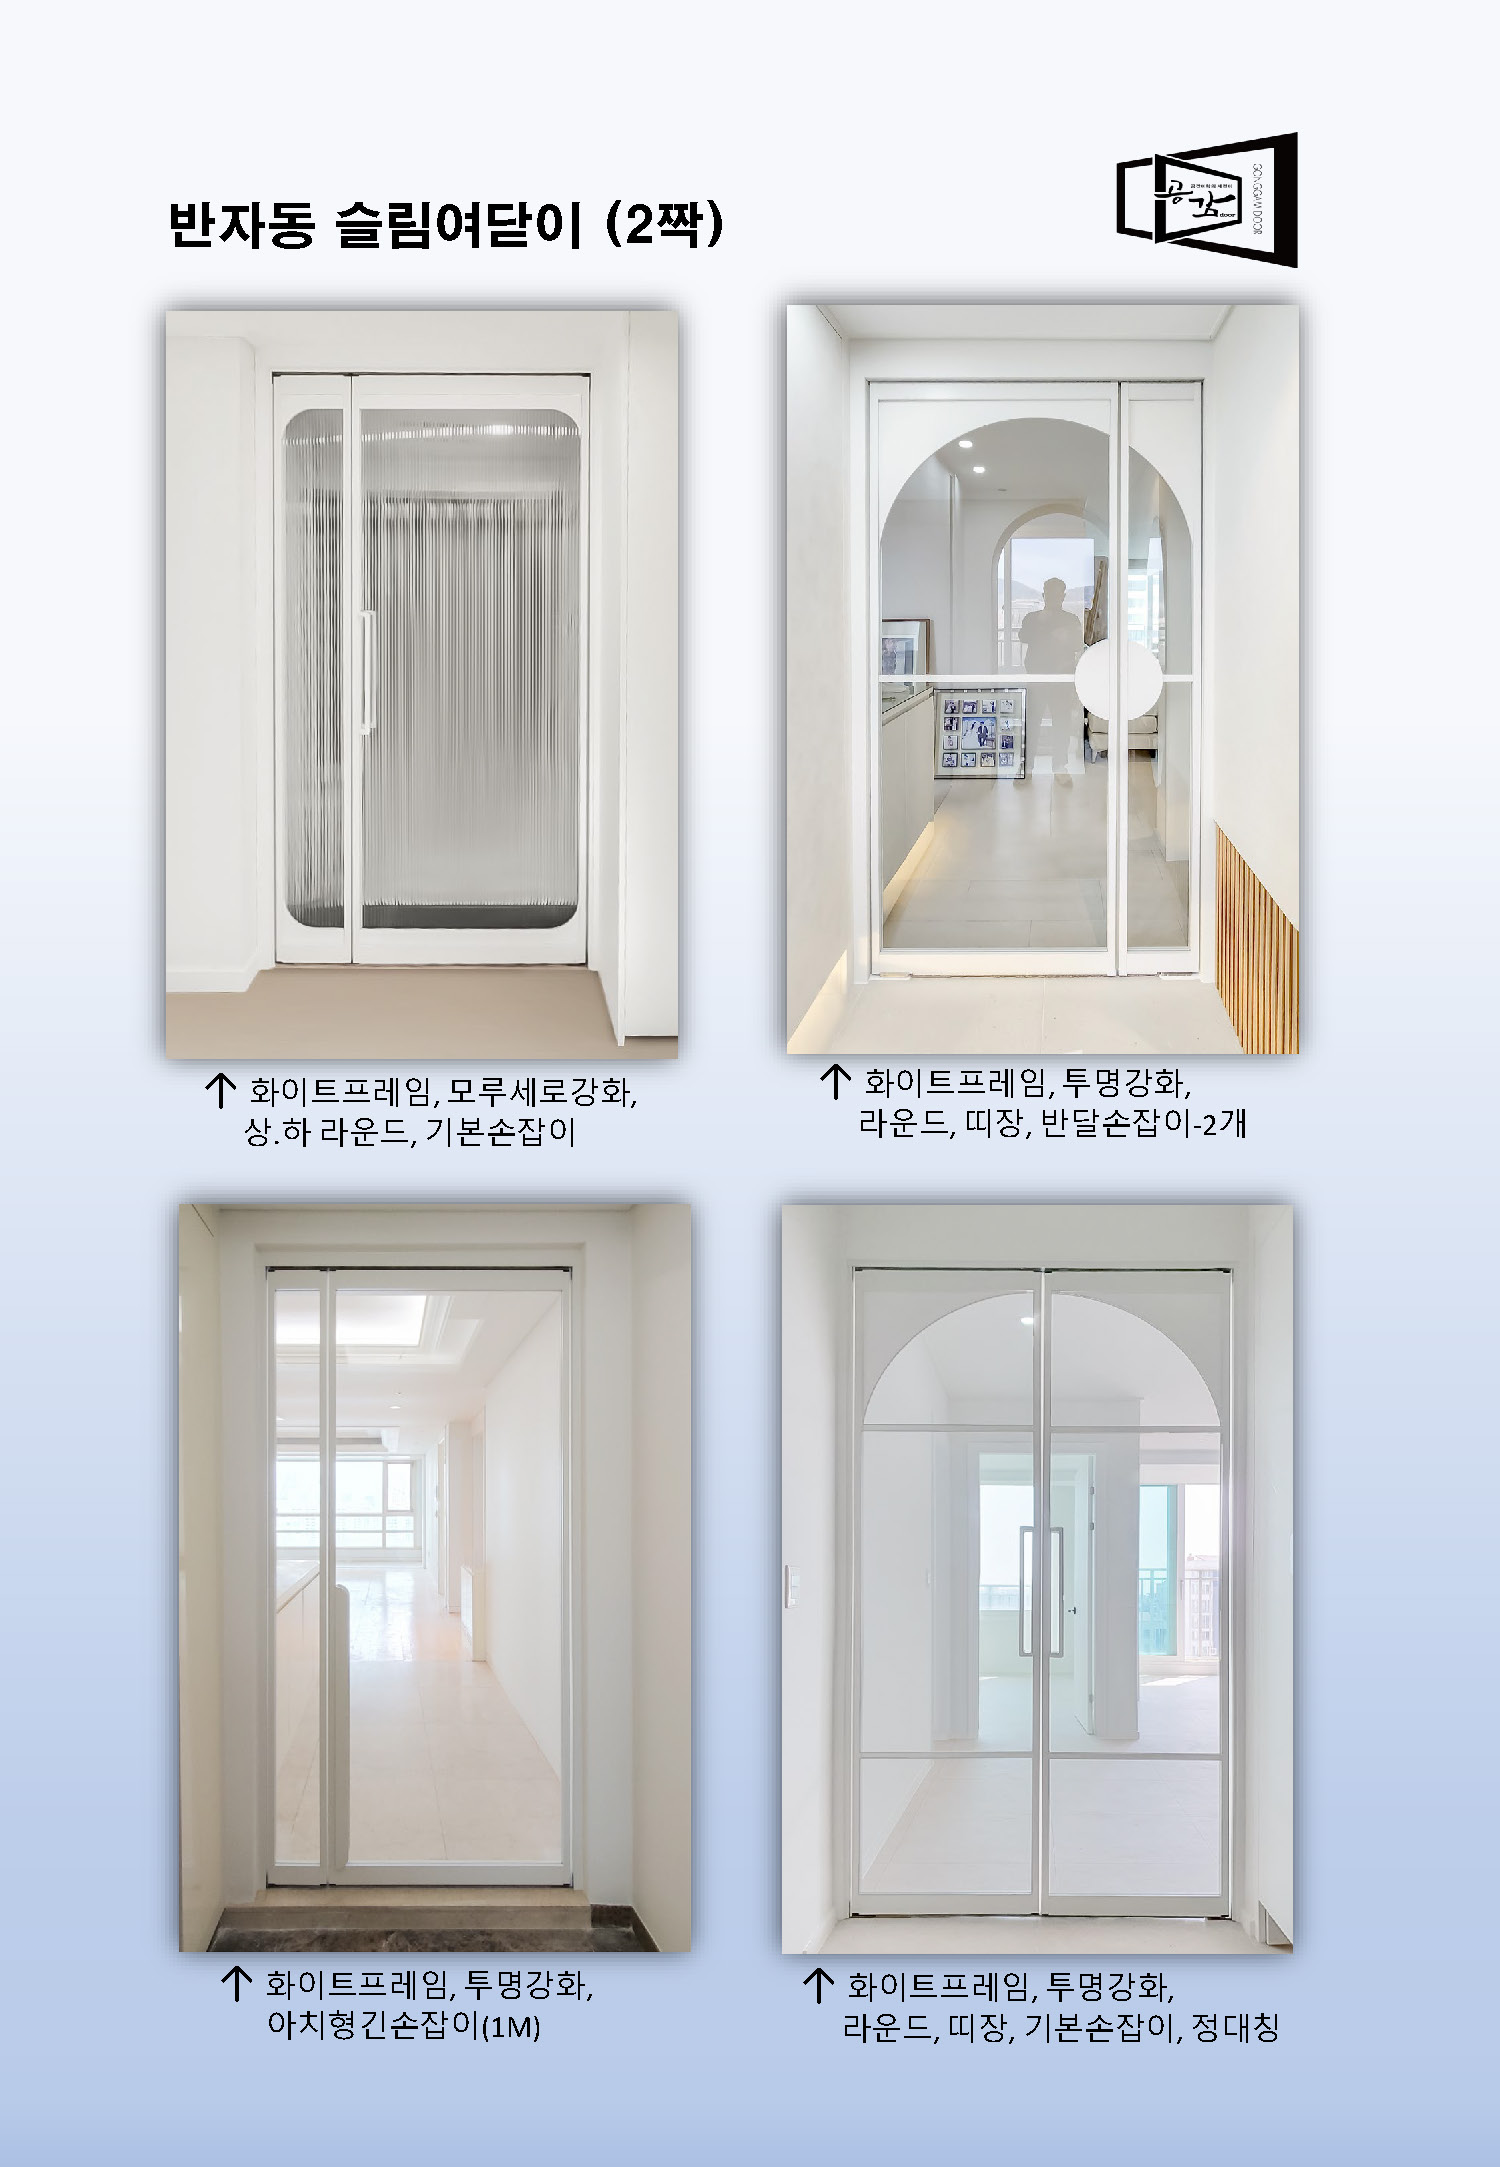 반자동 슬림여닫이 (2짝)
공감
door
GONGGAM DOOR
↑ 화이트프레임, 모루세로강화,
상.하 라운드, 기본손잡이
↑ 화이트프레임, 투명강화,
라운드, 띠장, 반달손잡이-2개
↑ 화이트프레임, 투명강화,
아치형긴손잡이(1M)
↑ 화이트프레임, 투명강화,
라운드, 띠장, 기본손잡이, 정대칭